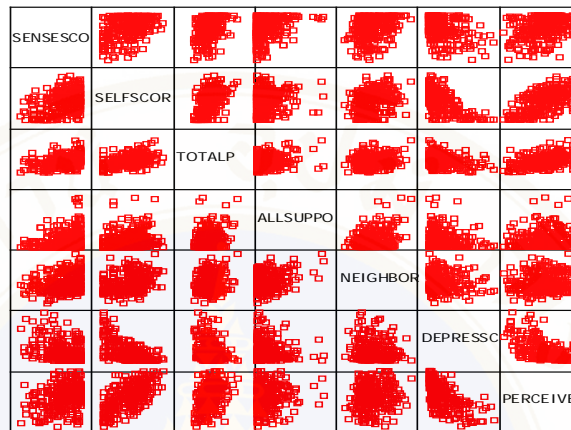 SENSESCO
SELFSCOR
TOTALP
ALLSUPPO
NEIGHBOR
DEPRESSC
PERCEIVE